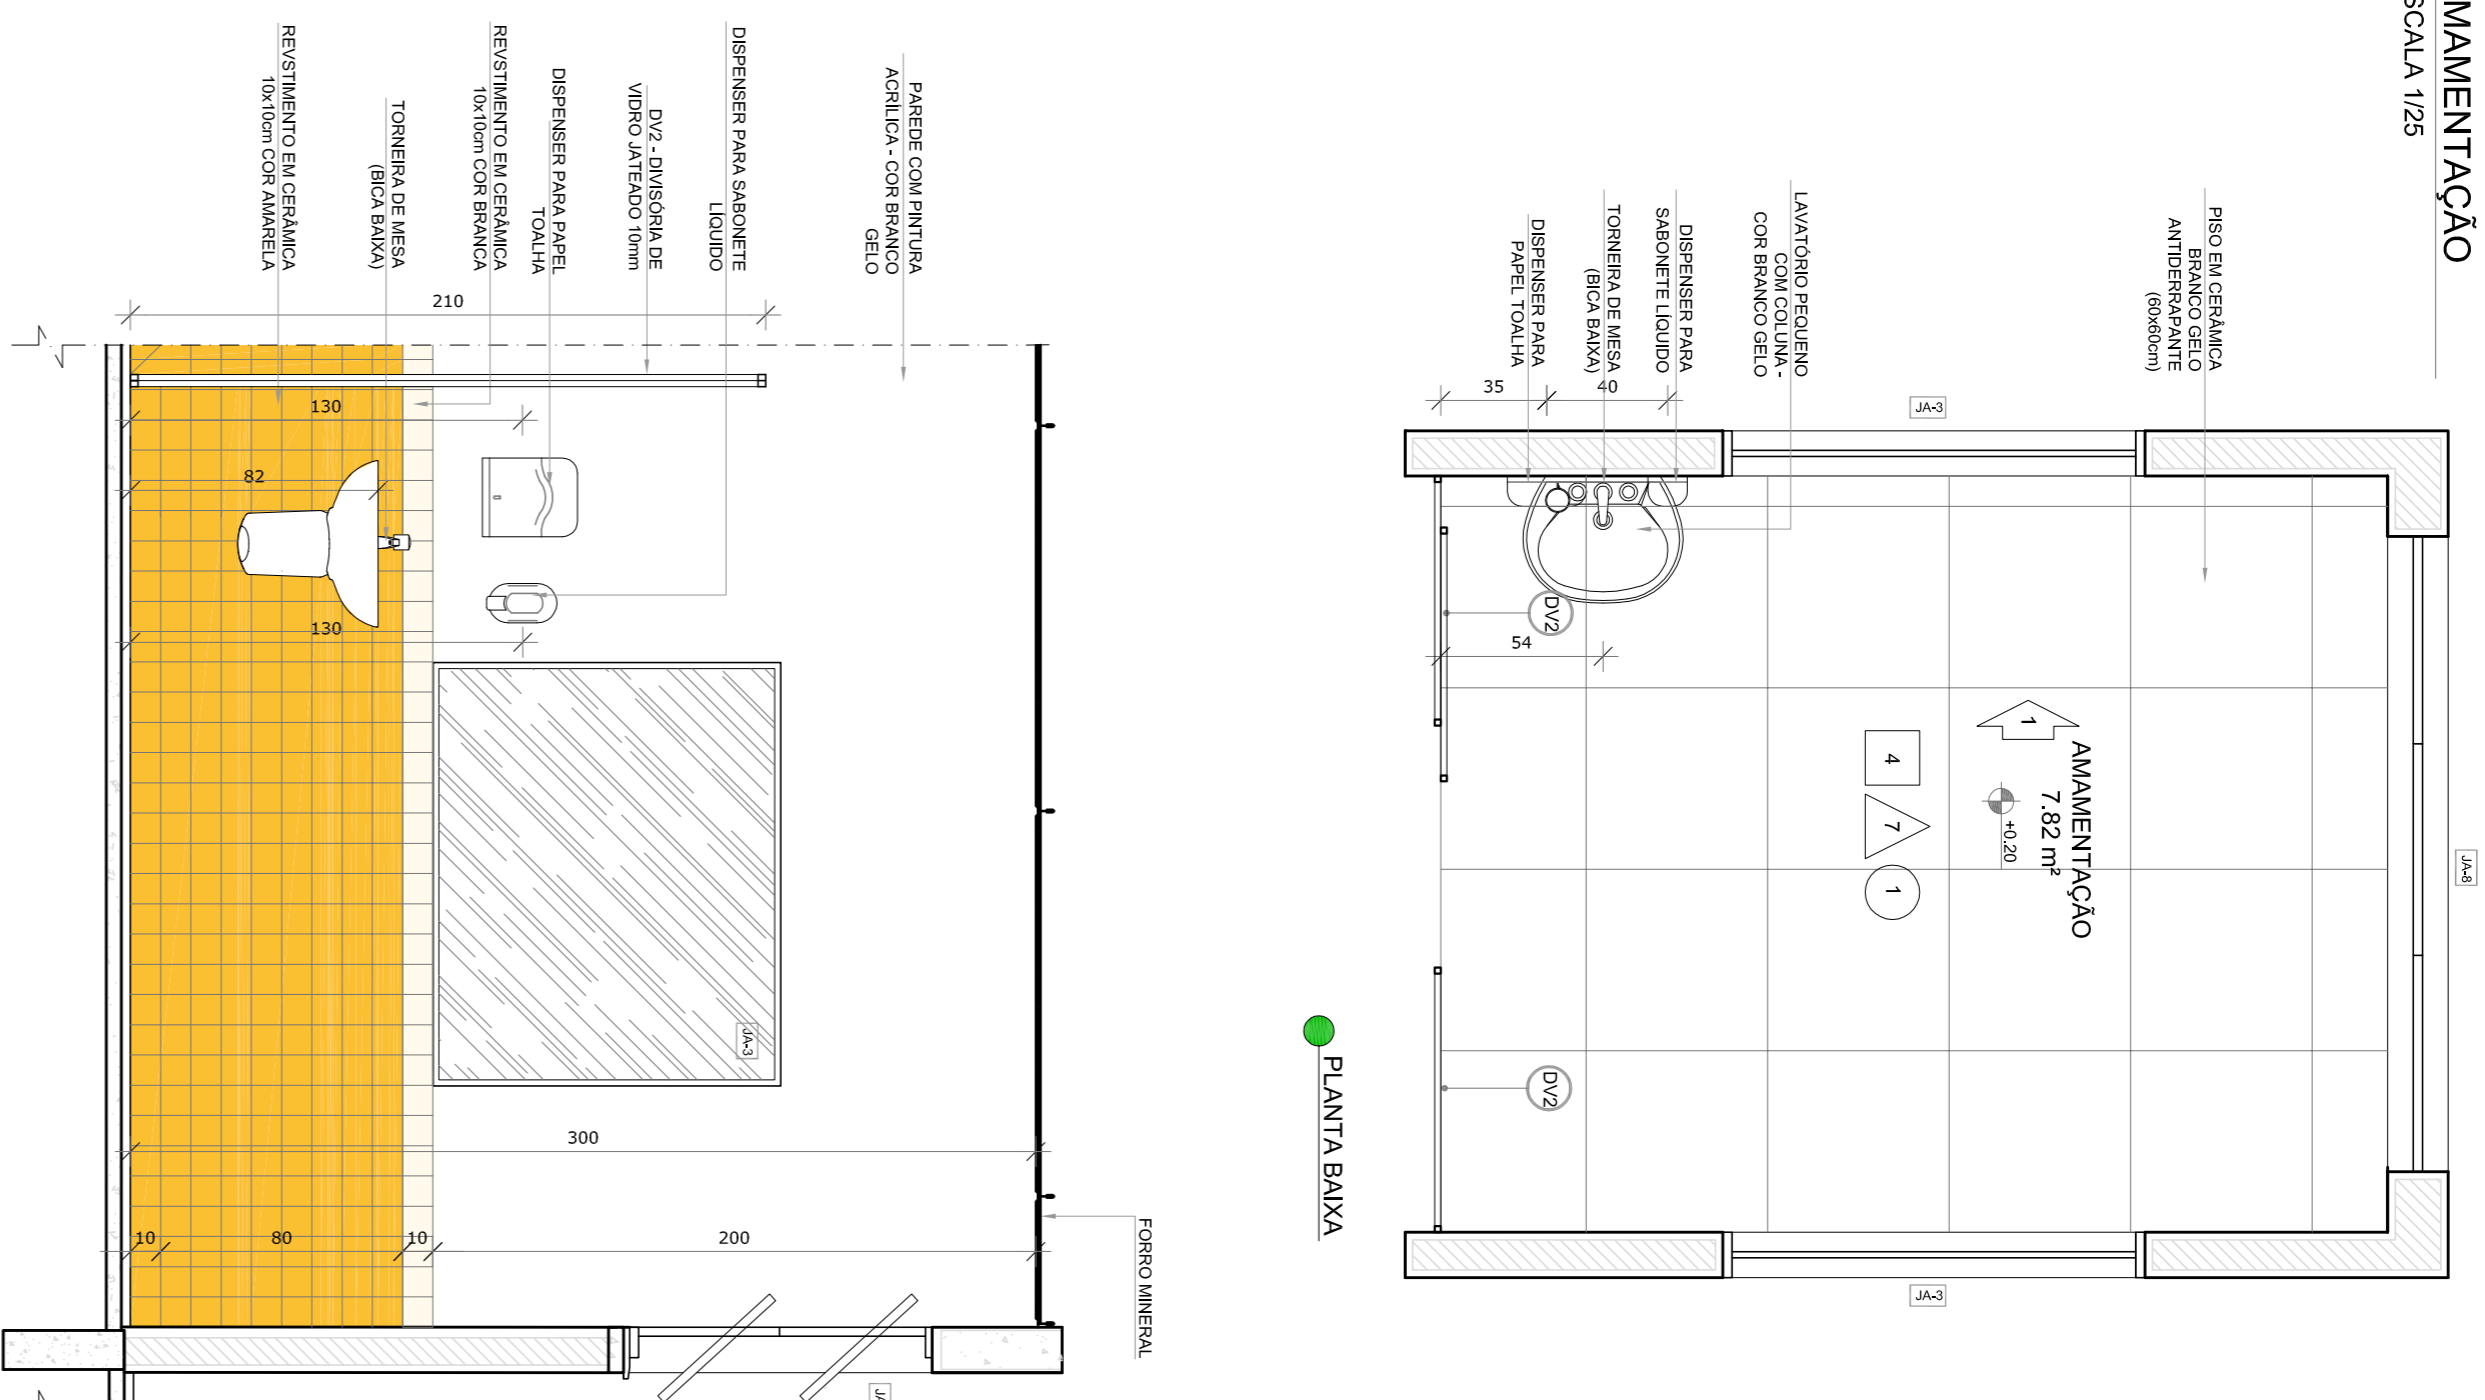 MAMENTAÇÃO
SCALA 1/25
PISO EM CERÂMICA
BRANCO GELO
ANTIDERRAPANTE
(60x60cm)
LAVATÓRIO PEQUENO
COM COLUNA -
COR BRANCO GELO
DISPENSER PARA
SABONETE LÍQUIDO
TORNEIRA DE MESA
(BICA BAIXA)
DISPENSER PARA
PAPEL TOALHA
35
40
JA-3
JA-8
DV2
54
1
AMAMENTAÇÃO
7.82 m²
+0.20
4
7
1
DV2
JA-3
PLANTA BAIXA
PAREDE COM PINTURA
ACRÍLICA - COR BRANCO
GELO
DISPENSER PARA SABONETE
LÍQUIDO
DV2 - DIVISÓRIA DE
VIDRO JATEADO 10mm
DISPENSER PARA PAPEL
TOALHA
REVSTIMENTO EM CERÂMICA
10x10cm COR BRANCA
TORNEIRA DE MESA
(BICA BAIXA)
REVSTIMENTO EM CERÂMICA
10x10cm COR AMARELA
210
130
82
130
JA-3
300
10
80
10
200
FORRO MINERAL
JA